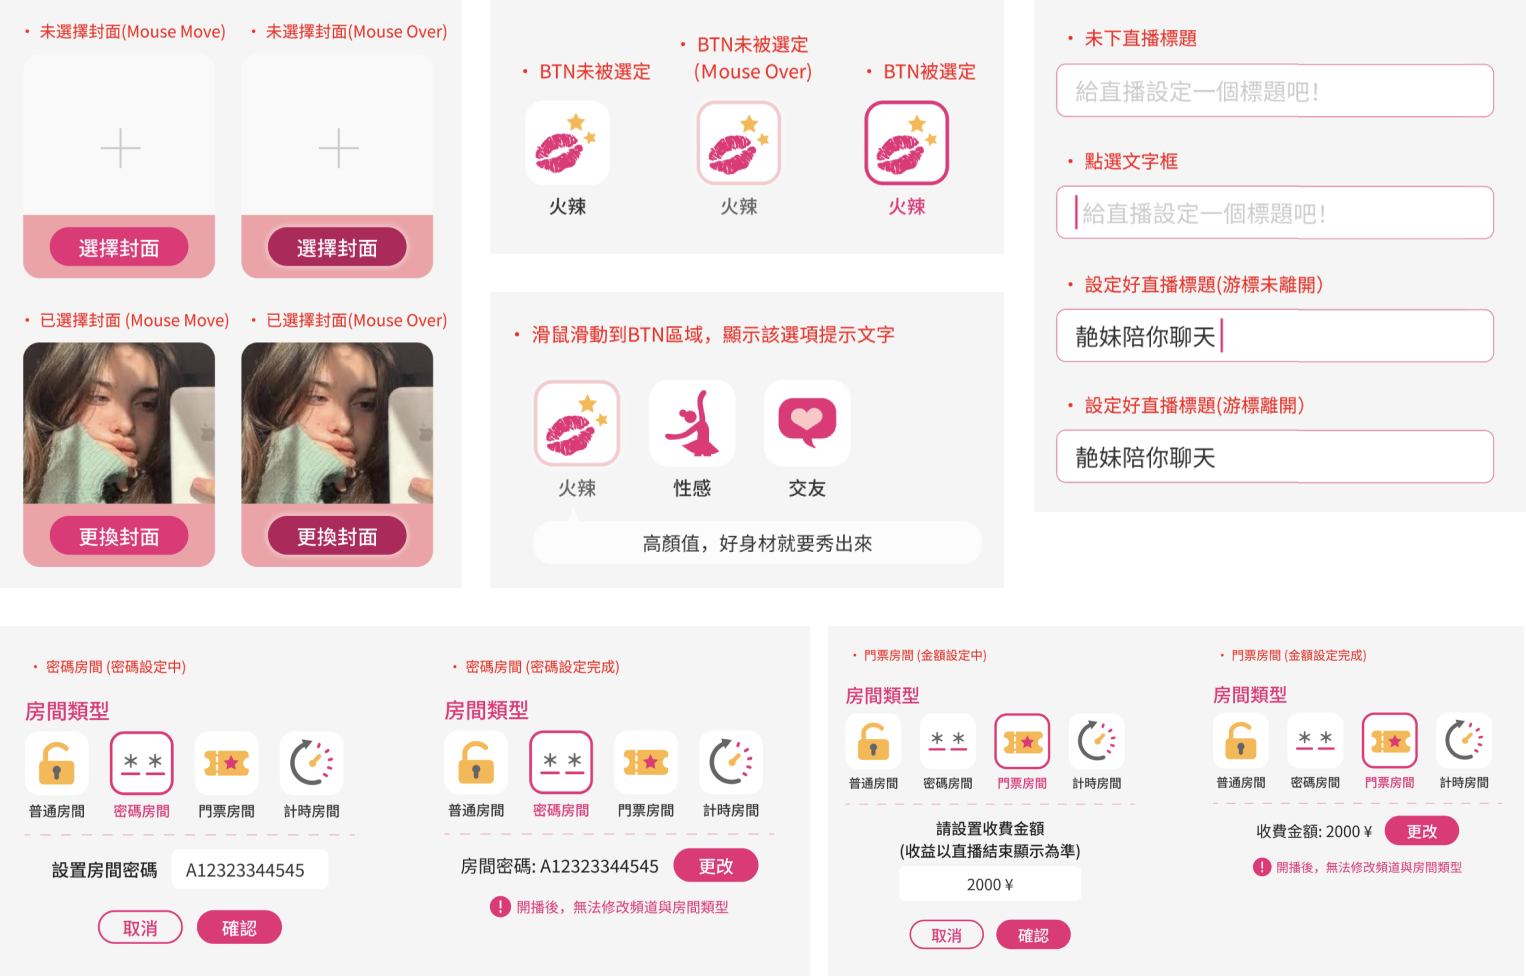 • 未選擇封面(Mouse Move)
• 未選擇封面(Mouse Over)
選擇封面
選擇封面
• 已選擇封面 (Mouse Move)
• 已選擇封面(Mouse Over)
更換封面
更換封面
• BTN未被選定
• BTN未被選定
(Mouse Over)
• BTN被選定
火辣
火辣
火辣
• 滑鼠滑動到BTN區域，顯示該選項提示文字
火辣
性感
交友
高顏值，好身材就要秀出來
• 未下直播標題
給直播設定一個標題吧！
• 點選文字框
給直播設定一個標題吧！
• 設定好直播標題(游標未離開）
靘妹陪你聊天
• 設定好直播標題(游標離開）
靘妹陪你聊天
• 密碼房間 (密碼設定中)
房間類型
** 
普通房間
密碼房間
門票房間
計時房間
設置房間密碼
A12323344545
取消
確認
• 密碼房間 (密碼設定完成)
房間類型
**
普通房間
密碼房間
門票房間
計時房間
房間密碼: A12323344545
更改
! 開播後，無法修改頻道與房間類型
• 門票房間 (金額設定中)
房間類型
**
普通房間
密碼房間
門票房間
計時房間
請設置收費金額
(收益以直播結束顯示為準)
2000 ¥
取消
確認
• 門票房間 (金額設定完成)
房間類型
**
普通房間
密碼房間
門票房間
計時房間
收費金額: 2000 ¥
更改
! 開播後，無法修改頻道與房間類型